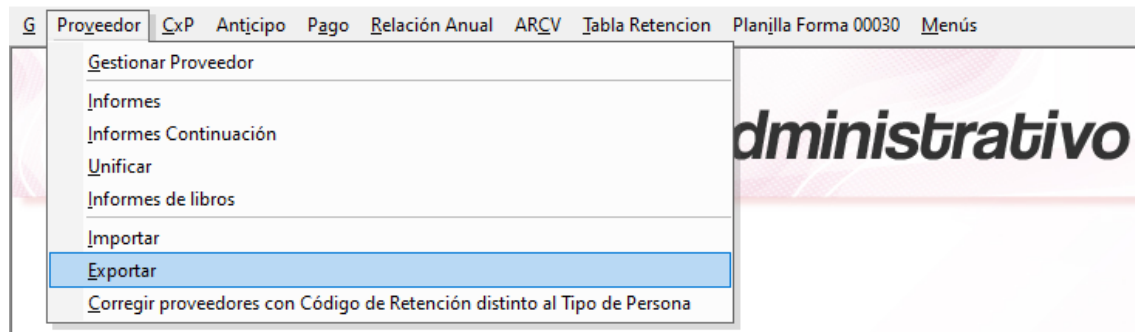 G Proveedor CxP Anticipo Pago Relación Anual ARCV Tabla Retencion Planilla Forma 00030 Menús
Gestionar Proveedor
Informes
Informes Continuación
dministrativo
Unificar
Informes de libros
Importar
Exportar
Corregir proveedores con Código de Retención distinto al Tipo de Persona